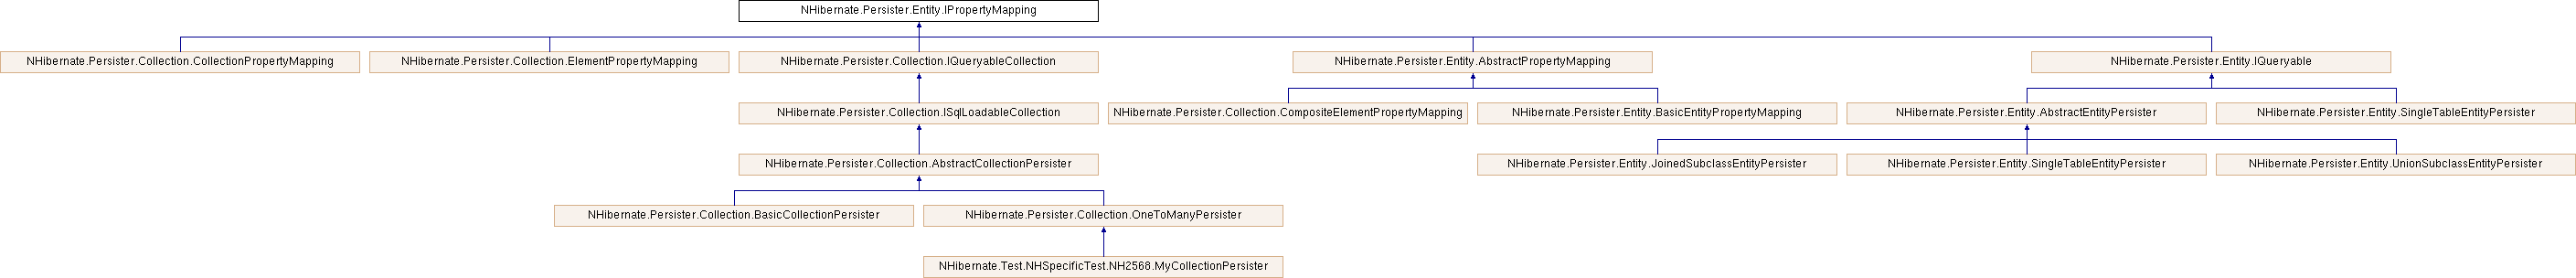 NHibernate.Persister.Entity.IPropertyMapping
NHibernate.Persister.Collection.CollectionPropertyMapping
NHibernate.Persister.Collection.ElementPropertyMapping
NHibernate.Persister.Collection.IQueryableCollection
NHibernate.Persister.Entity.AbstractPropertyMapping
NHibernate.Persister.Entity.IQueryable
NHibernate.Persister.Collection.ISqlLoadableCollection
NHibernate.Persister.Collection.CompositeElementPropertyMapping
NHibernate.Persister.Entity.BasicEntityPropertyMapping
NHibernate.Persister.Entity.AbstractEntityPersister
NHibernate.Persister.Entity.SingleTableEntityPersister
NHibernate.Persister.Collection.AbstractCollectionPersister
NHibernate.Persister.Entity.JoinedSubclassEntityPersister
NHibernate.Persister.Entity.SingleTableEntityPersister
NHibernate.Persister.Entity.UnionSubclassEntityPersister
NHibernate.Persister.Collection.BasicCollectionPersister
NHibernate.Persister.Collection.OneToManyPersister
NHibernate.Test.NHSpecificTest.NH2568.MyCollectionPersister